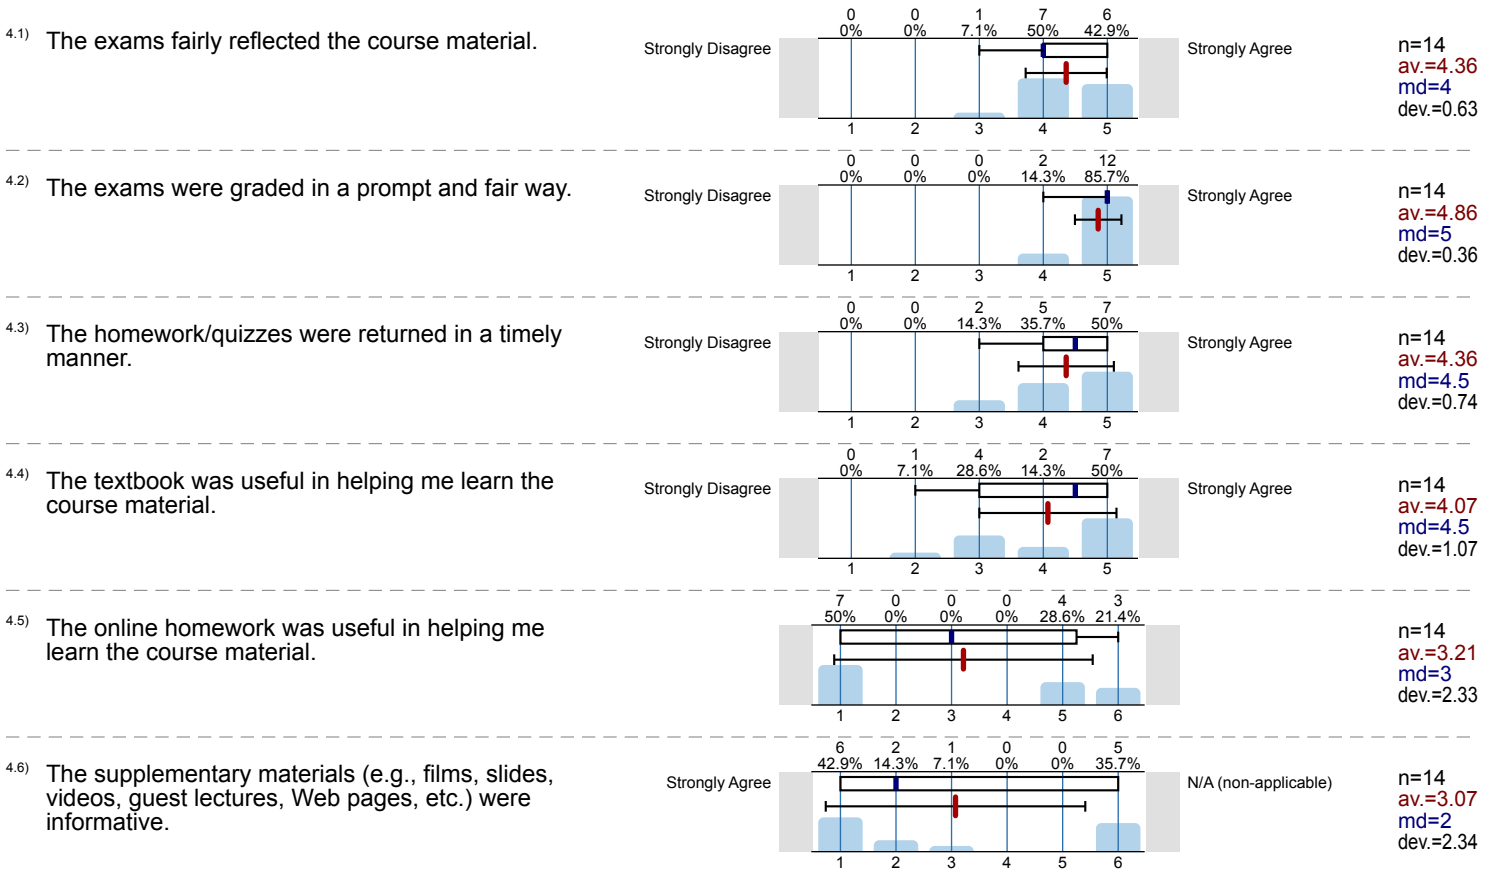 4.1) The exams fairly reflected the course material.
0 0 1 7 6
0% 0% 7.1% 50% 42.9%
Strongly Disagree Strongly Agree
1 2 3 4 5
n=14
av.=4.36
md=4
dev.=0.63
4.2) The exams were graded in a prompt and fair way.
0 0 0 2 12
0% 0% 0% 14.3% 85.7%
Strongly Disagree Strongly Agree
1 2 3 4 5
n=14
av.=4.86
md=5
dev.=0.36
4.3) The homework/quizzes were returned in a timely
manner.
0 0 2 5 7
0% 0% 14.3% 35.7% 50%
Strongly Disagree Strongly Agree
1 2 3 4 5
n=14
av.=4.36
md=4.5
dev.=0.74
4.4) The textbook was useful in helping me learn the
course material.
0 1 4 2 7
0% 7.1% 28.6% 14.3% 50%
Strongly Disagree Strongly Agree
1 2 3 4 5
n=14
av.=4.07
md=4.5
dev.=1.07
4.5) The online homework was useful in helping me
learn the course material.
7 0 0 0 4 3
50% 0% 0% 0% 28.6% 21.4%
1 2 3 4 5 6
n=14
av.=3.21
md=3
dev.=2.33
4.6) The supplementary materials (e.g., films, slides,
videos, guest lectures, Web pages, etc.) were
informative.
6 2 1 0 0 5
42.9% 14.3% 7.1% 0% 0% 35.7%
Strongly Agree N/A (non-applicable)
1 2 3 4 5 6
n=14
av.=3.07
md=2
dev.=2.34